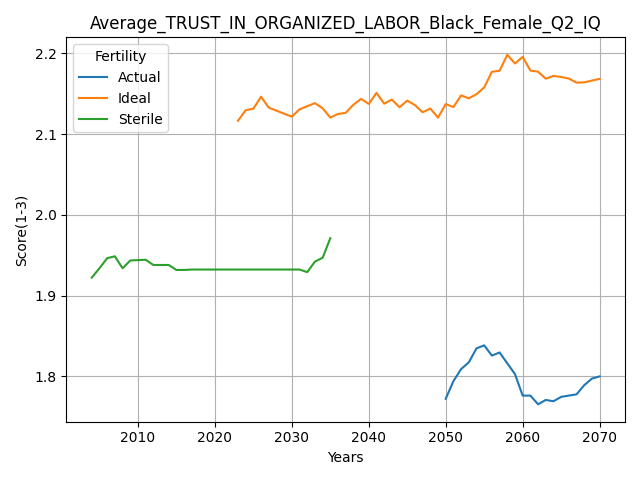 Average_TRUST_IN_ORGANIZED_LABOR_Black_Female_Q2_IQ
Fertility
Actual
Ideal
Sterile
Score(1-3)
2.2
2.1
2.0
1.9
1.8
2010 2020 2030 2040 2050 2060 2070
Years